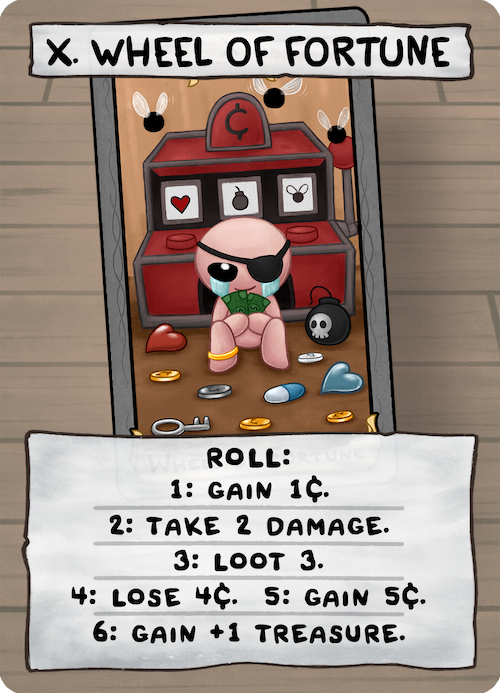 X. WHEEL OF FORTUNE
¢
ROLL:
1: GAIN 1¢.
2: TAKE 2 DAMAGE.
3: LOOT 3.
4: LOSE 4¢. 5: GAIN 5¢.
6: GAIN +1 TREASURE.